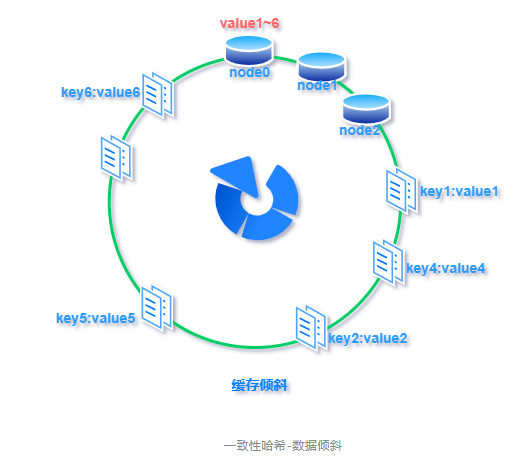 value1~6
node0
node1
key6:value6
node2
key1:value1
key4:value4
key5:value5
key2:value2
缓存倾斜
一致性哈希-数据倾斜